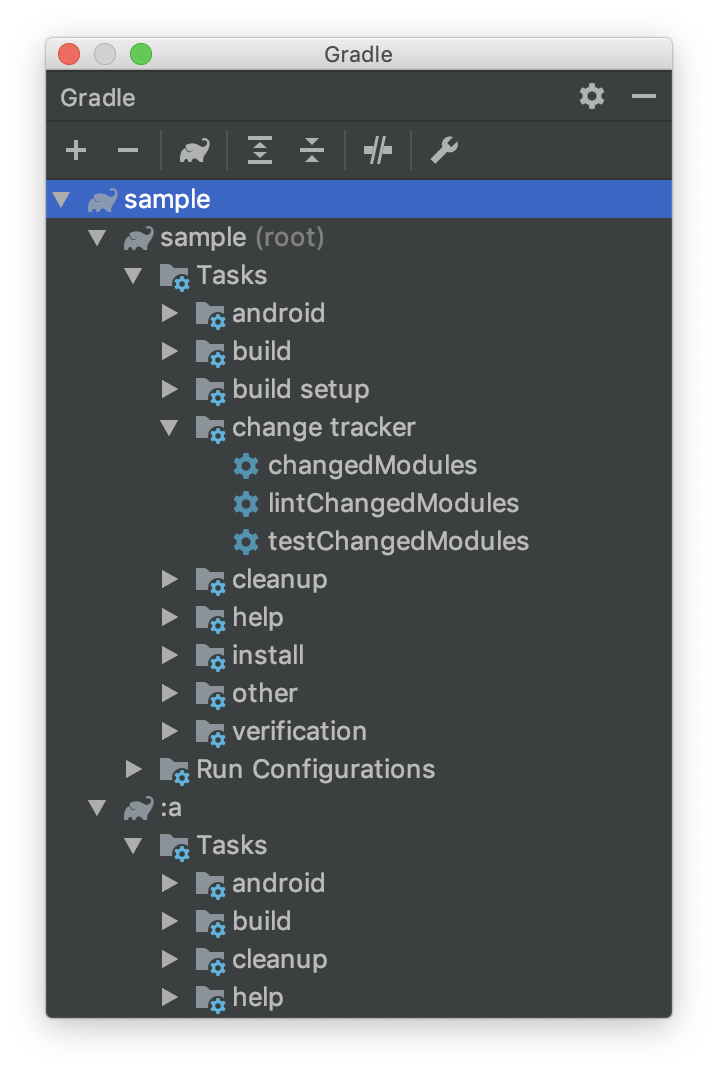 Gradle
Gradle
sample
sample (root)
Tasks
android
build
build setup
change tracker
changedModules
lintChangedModules
testChangedModules
cleanup
help
install
other
verification
Run Configurations
:a
Tasks
android
build
cleanup
help